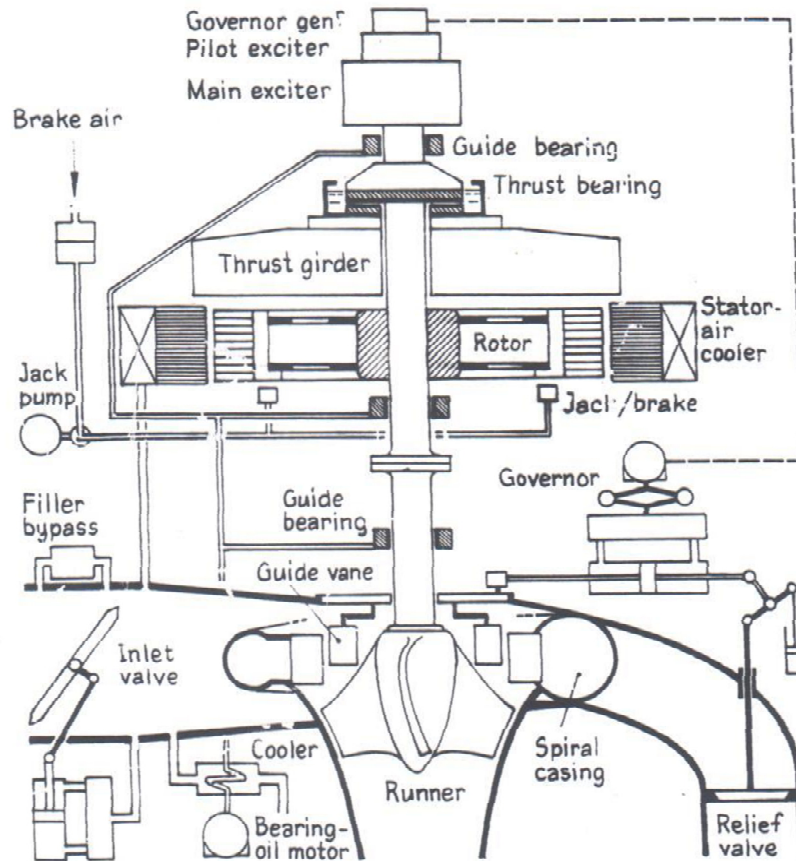 Governor gen
Pilot exciter
Main exciter
Brake air
Guide bearing
Thrust bearing
Thrust girder
Rotor
Stator-
air
cooler
Jack
pump
Jack/brake
Governor
Filler
bypass
Guide
bearing
Guide vane
Inlet
valve
Cooler
Spiral
casing
Runner
Bearing-
oil motor
Relief
valve